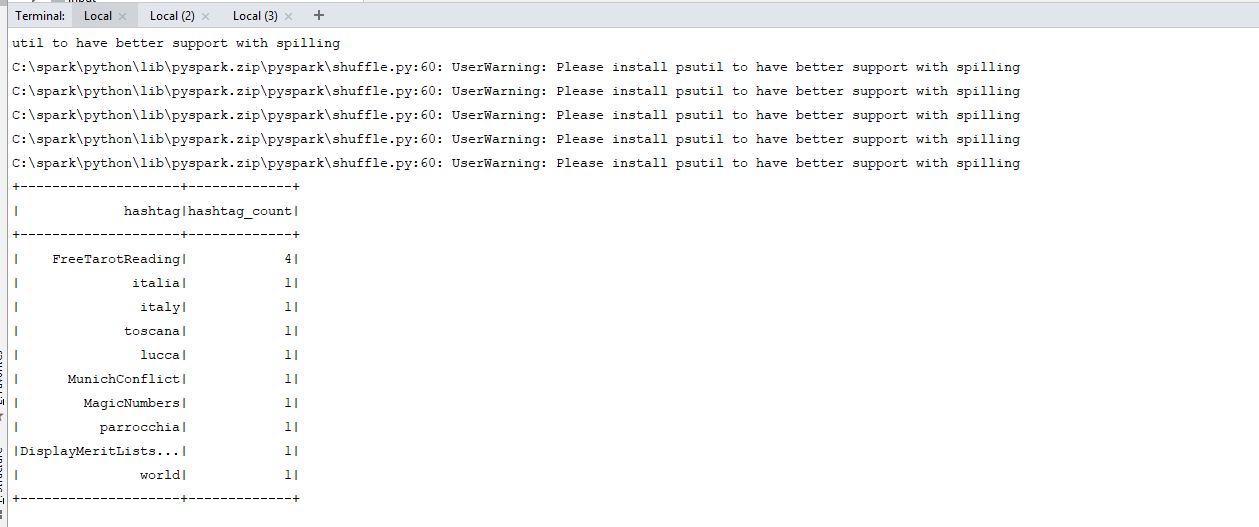 Terminal: Local × Local (2) × Local (3) × +
util to have better support with spilling
C:\spark\python\lib\pyspark.zip\pyspark\shuffle.py:60: UserWarning: Please install psutil to have better support with spilling
C:\spark\python\lib\pyspark.zip\pyspark\shuffle.py:60: UserWarning: Please install psutil to have better support with spilling
C:\spark\python\lib\pyspark.zip\pyspark\shuffle.py:60: UserWarning: Please install psutil to have better support with spilling
C:\spark\python\lib\pyspark.zip\pyspark\shuffle.py:60: UserWarning: Please install psutil to have better support with spilling
C:\spark\python\lib\pyspark.zip\pyspark\shuffle.py:60: UserWarning: Please install psutil to have better support with spilling
+--------------------+-------------+
|             hashtag|hashtag_count|
+--------------------+-------------+
|    FreeTarotReading|            4|
|              italia|            1|
|               italy|            1|
|             toscana|            1|
|               lucca|            1|
|      MunichConflict|            1|
|        MagicNumbers|            1|
|          parrocchia|            1|
|DisplayMeritLists...|            1|
|               world|            1|
+--------------------+-------------+